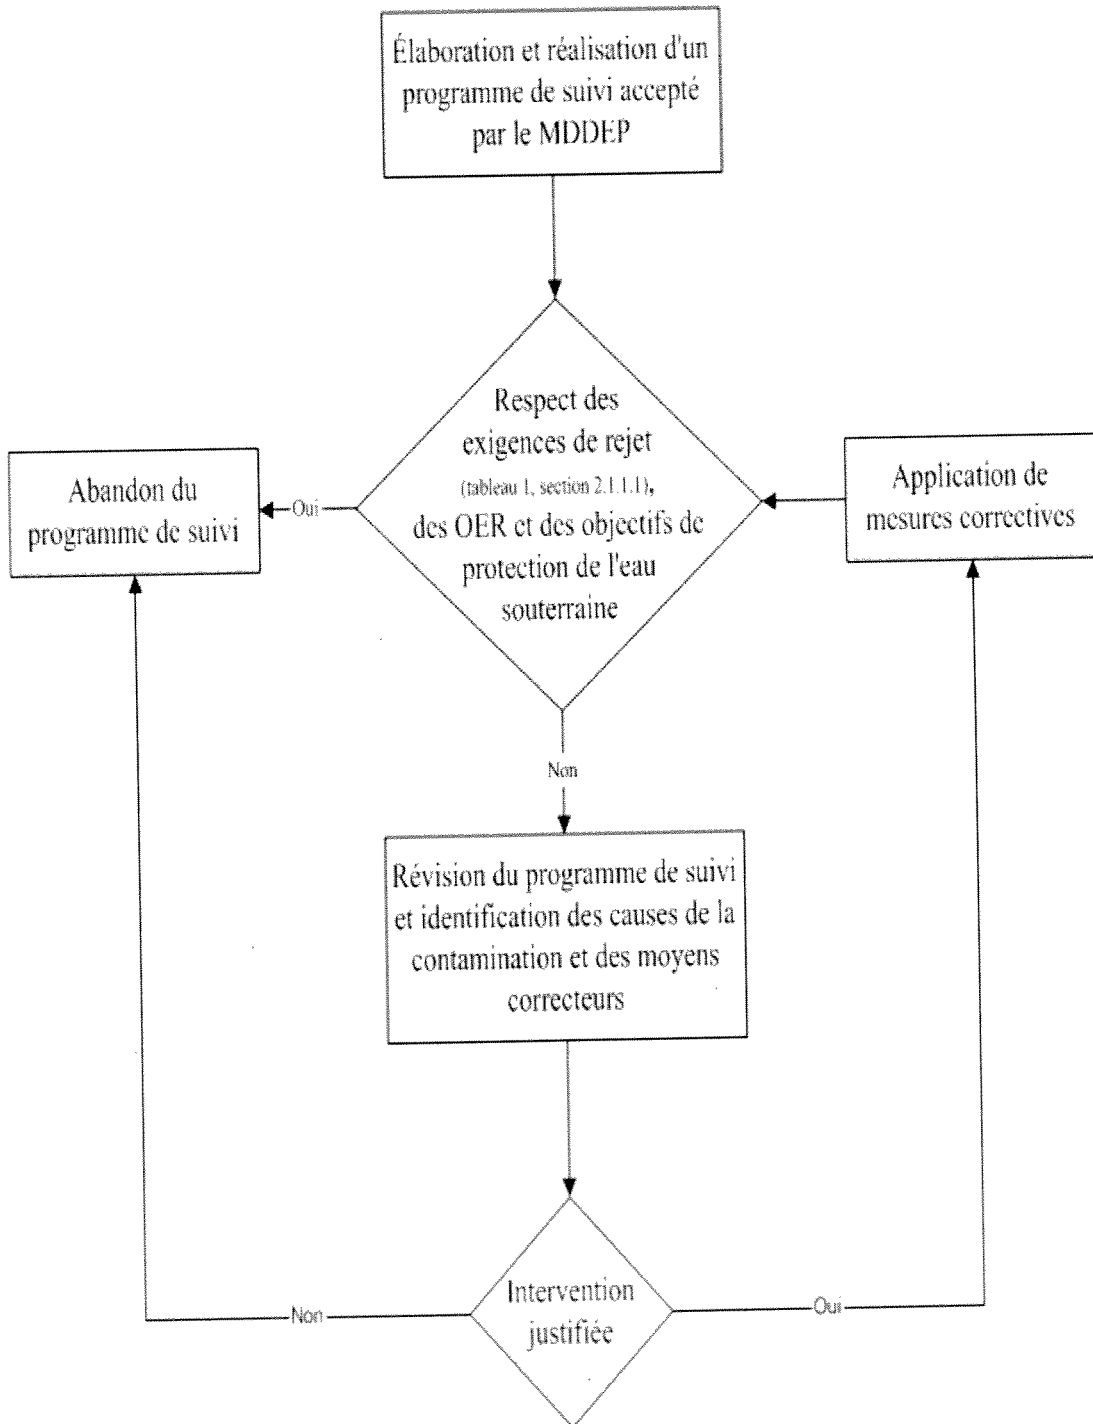 Élaboration et réalisation d'un
programme de suivi accepté
par le MDDEP
Respect des
exigences de rejet
(tableau 1, section 2.1.1.1),
des OER et des objectifs de
protection de l'eau
souterraine
Abandon du
programme de suivi
Oui
Application de
mesures correctives
Non
Révision du programme de suivi
et identification des causes de la
contamination et des moyens
correcteurs
Intervention
justifiée
Non
Oui